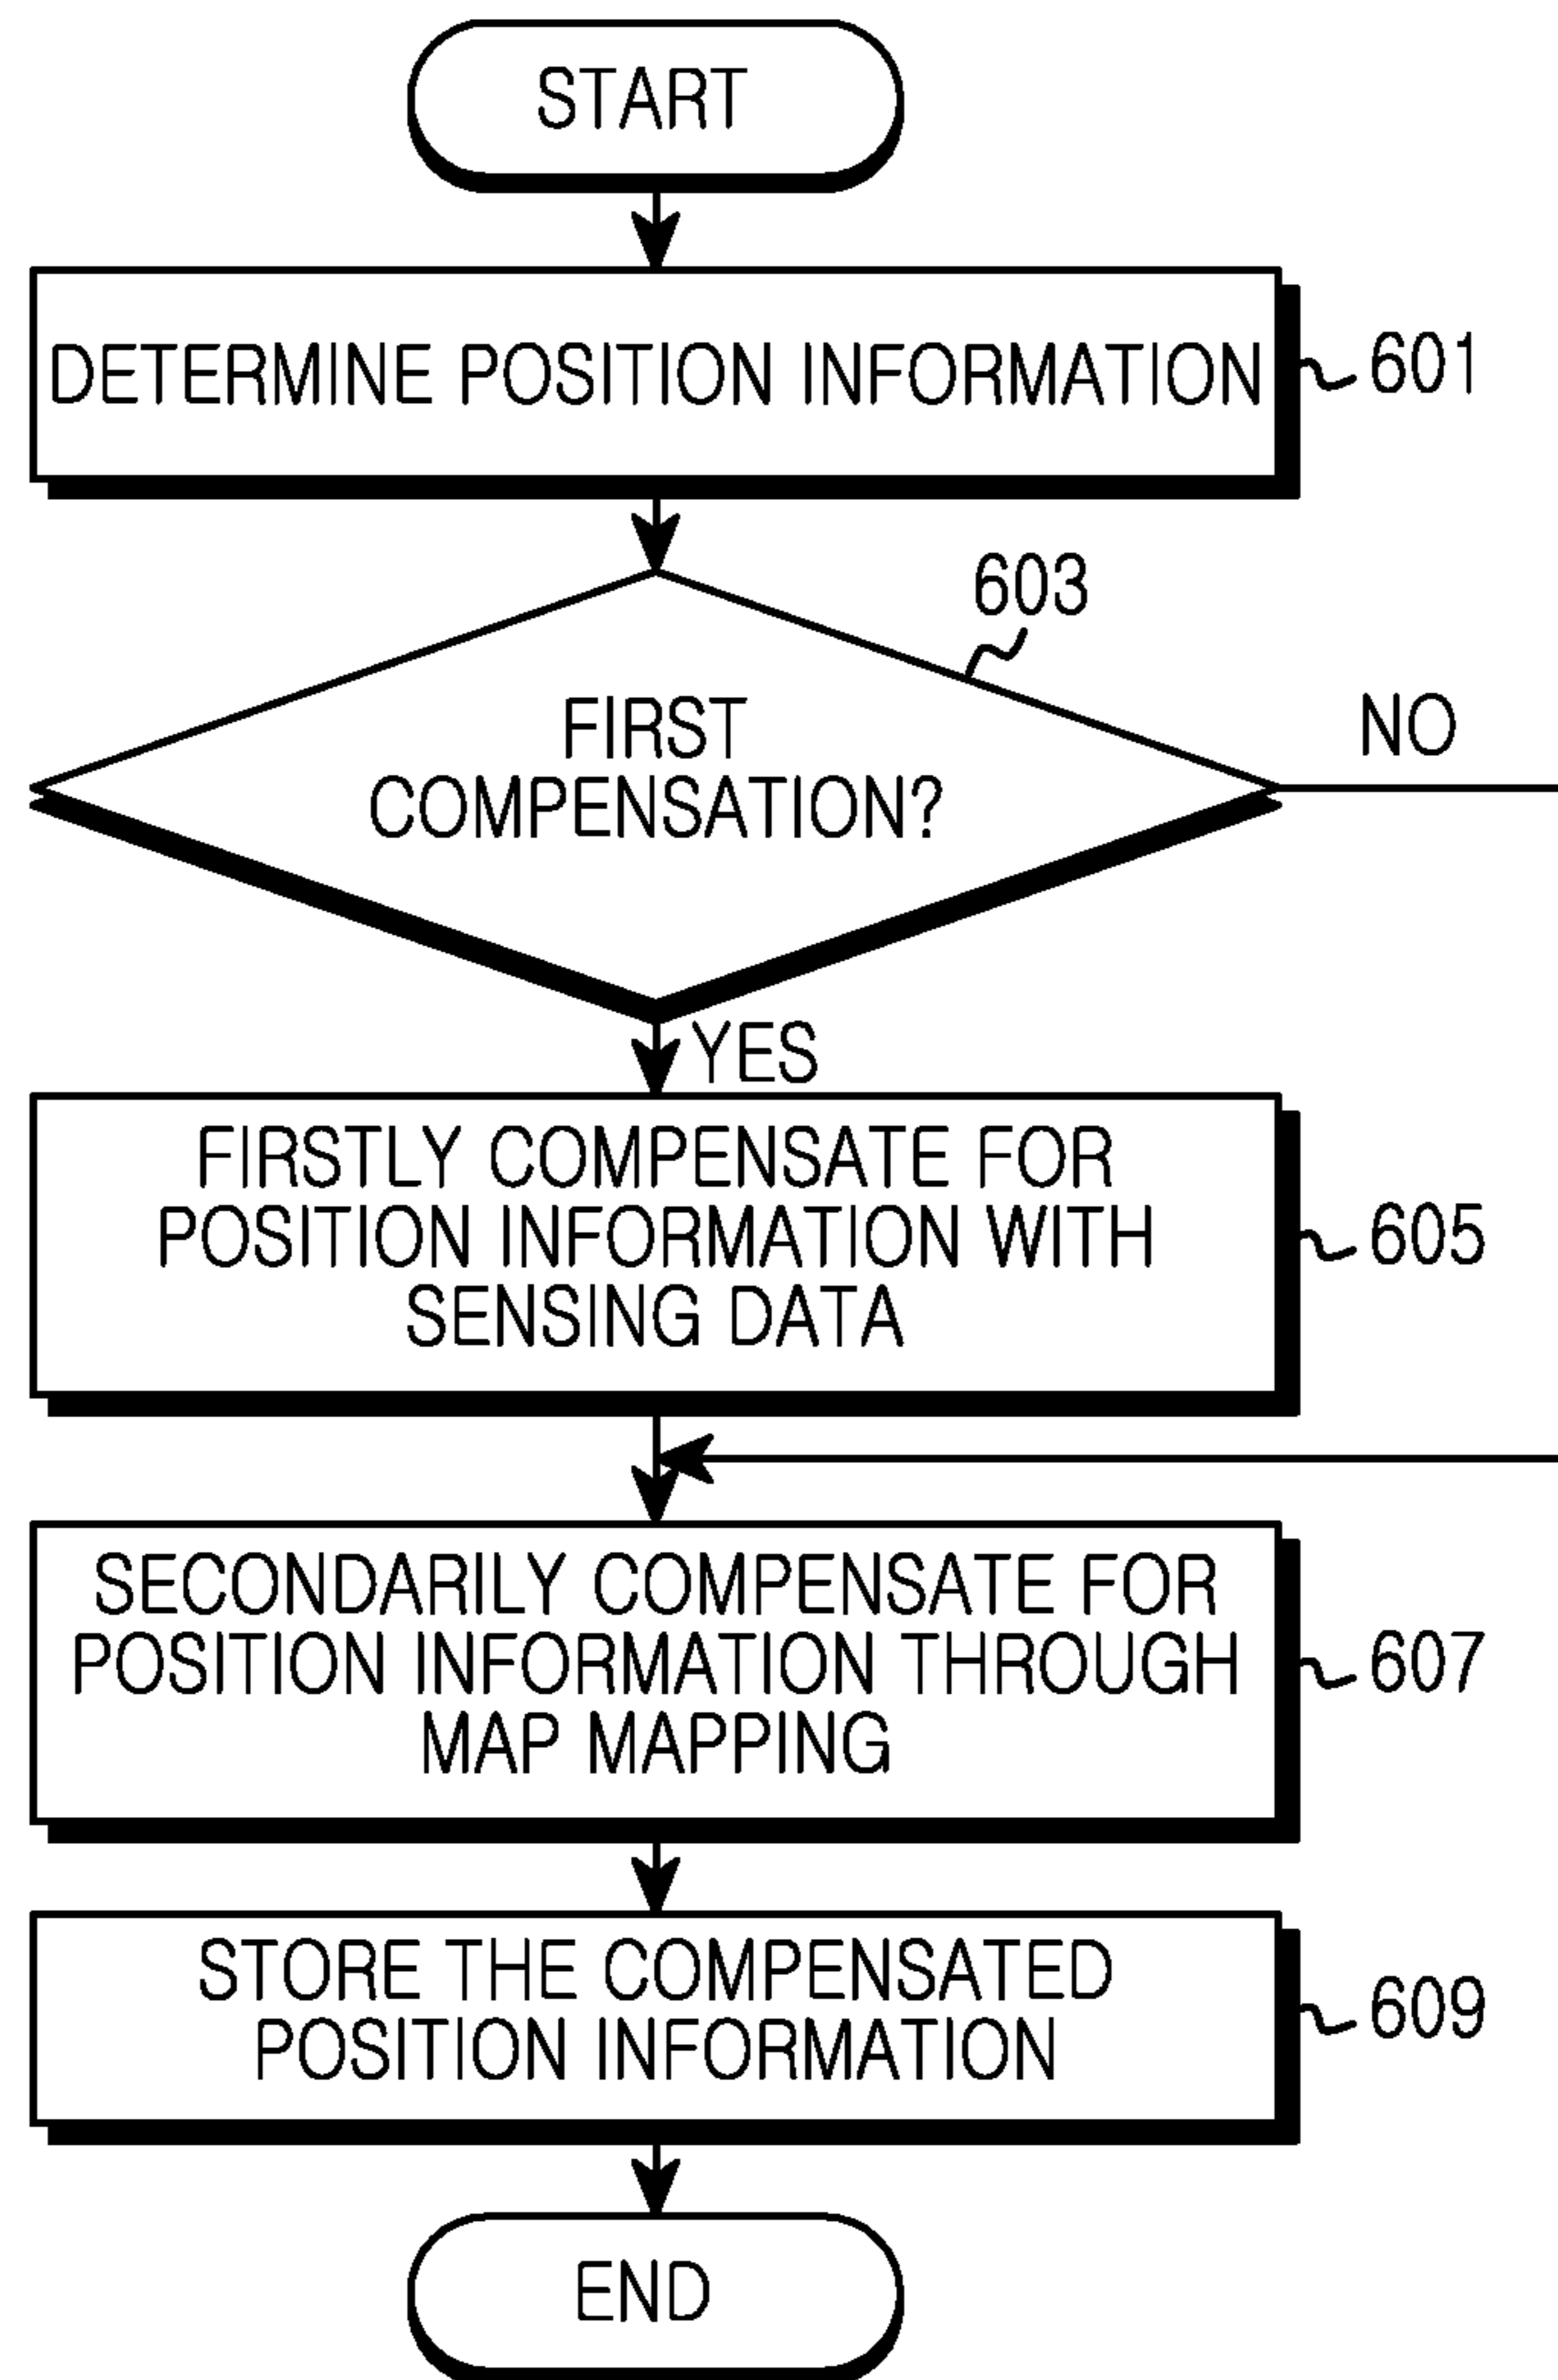 START
DETERMINE POSITION INFORMATION
601
603
FIRST
COMPENSATION?
NO
YES
FIRSTLY COMPENSATE FOR
POSITION INFORMATION WITH
SENSING DATA
605
SECONDARILY COMPENSATE FOR
POSITION INFORMATION THROUGH
MAP MAPPING
607
STORE THE COMPENSATED
POSITION INFORMATION
609
END